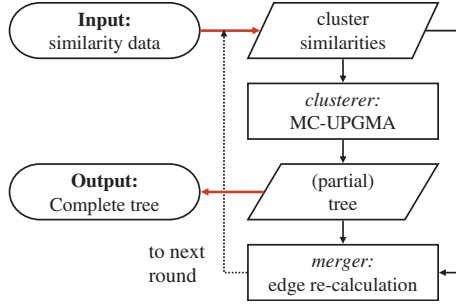 Input:
similarity data
cluster
similarities
clusterer:
MC-UPGMA
Output:
Complete tree
(partial)
tree
to next
round
merger:
edge re-calculation